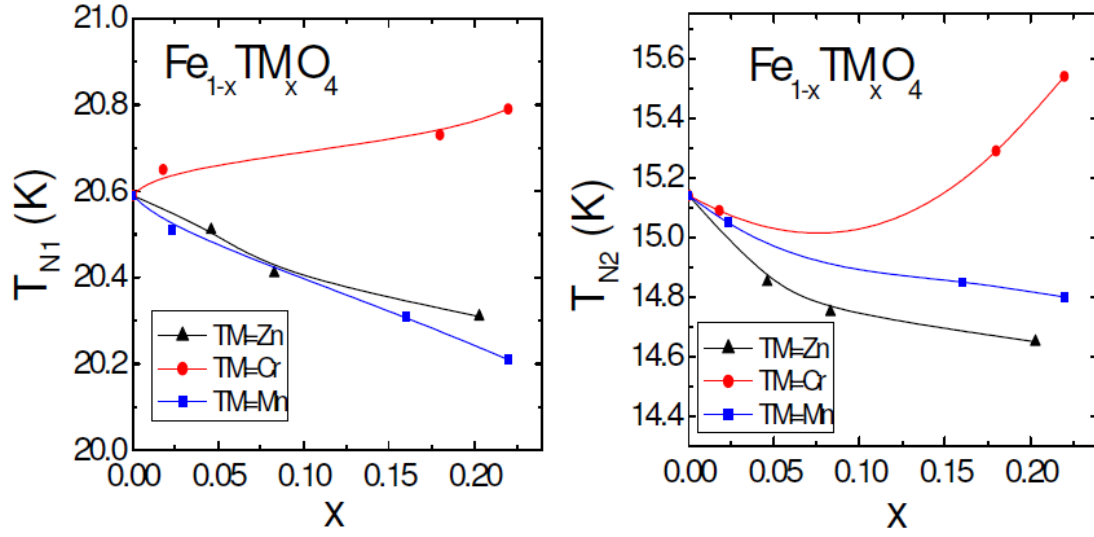 Fe1-xTMxO4
TN1 (K)
21.0
20.8
20.6
20.4
20.2
20.0
TM=Zn
TM=Cr
TM=Mn
0.00 0.05 0.10 0.15 0.20
x
Fe1-xTMxO4
TN2 (K)
15.6
15.4
15.2
15.0
14.8
14.6
14.4
TM=Zn
TM=Cr
TM=Mn
0.00 0.05 0.10 0.15 0.20
x